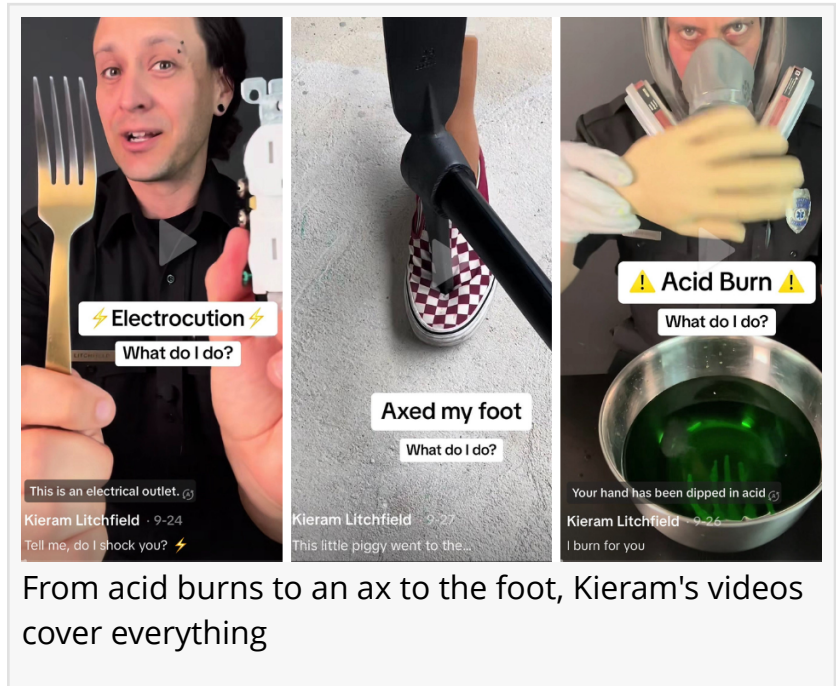 ⚡Electrocution⚡
What do I do?
This is an electrical outlet.
Kieram Litchfield · 9-24
Tell me, do I shock you? ⚡
Axed my foot
What do I do?
Kieram Litchfield · 9-27
This little piggy went to the...
⚠️ Acid Burn ⚠️
What do I do?
Your hand has been dipped in acid
Kieram Litchfield · 9-26
I burn for you
From acid burns to an ax to the foot, Kieram's videos
cover everything